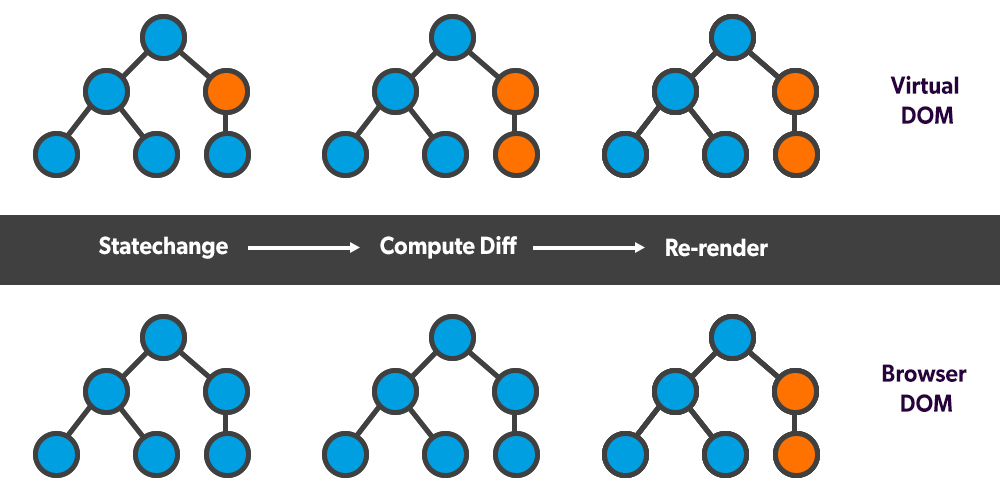 Virtual
DOM
Statechange
Compute Diff
Re-render
Browser
DOM